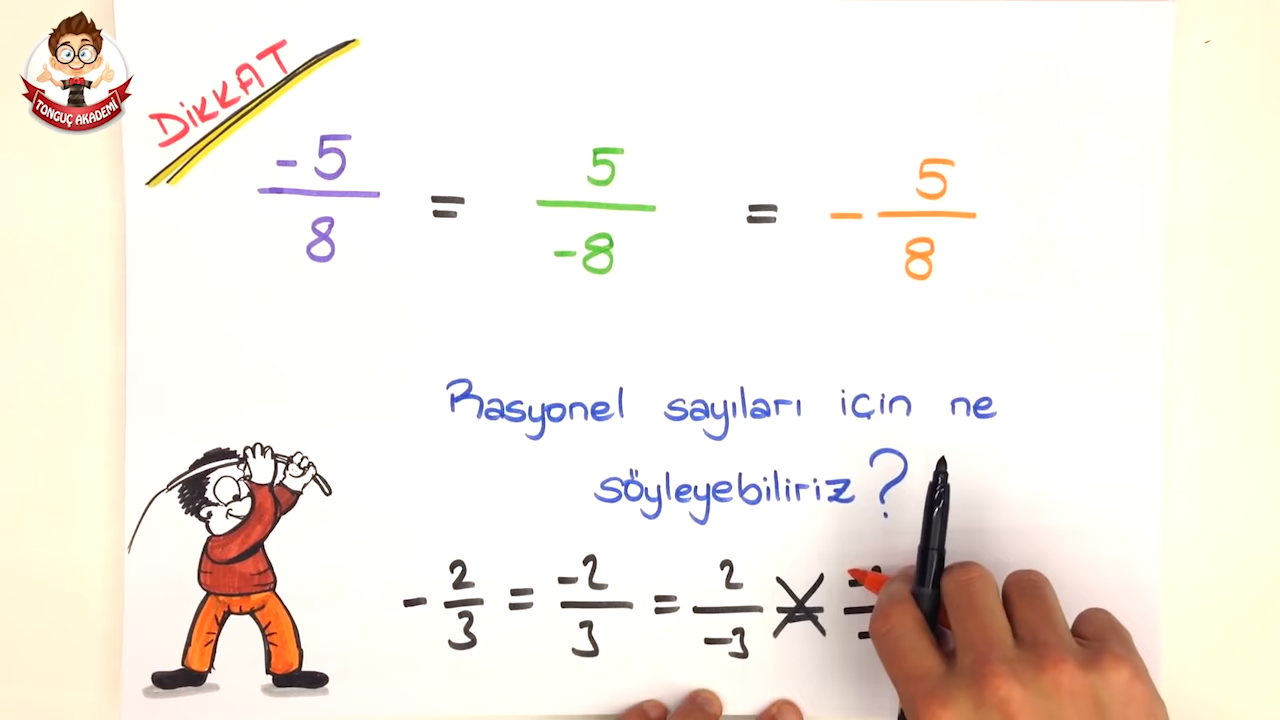 TONGUÇ AKADEMİ
DİKKAT
-5/8 = 5/-8 = -5/8
Rasyonel sayıları için ne
söyleyebiliriz?
-2/3 = -2/3 = 2/-3 =